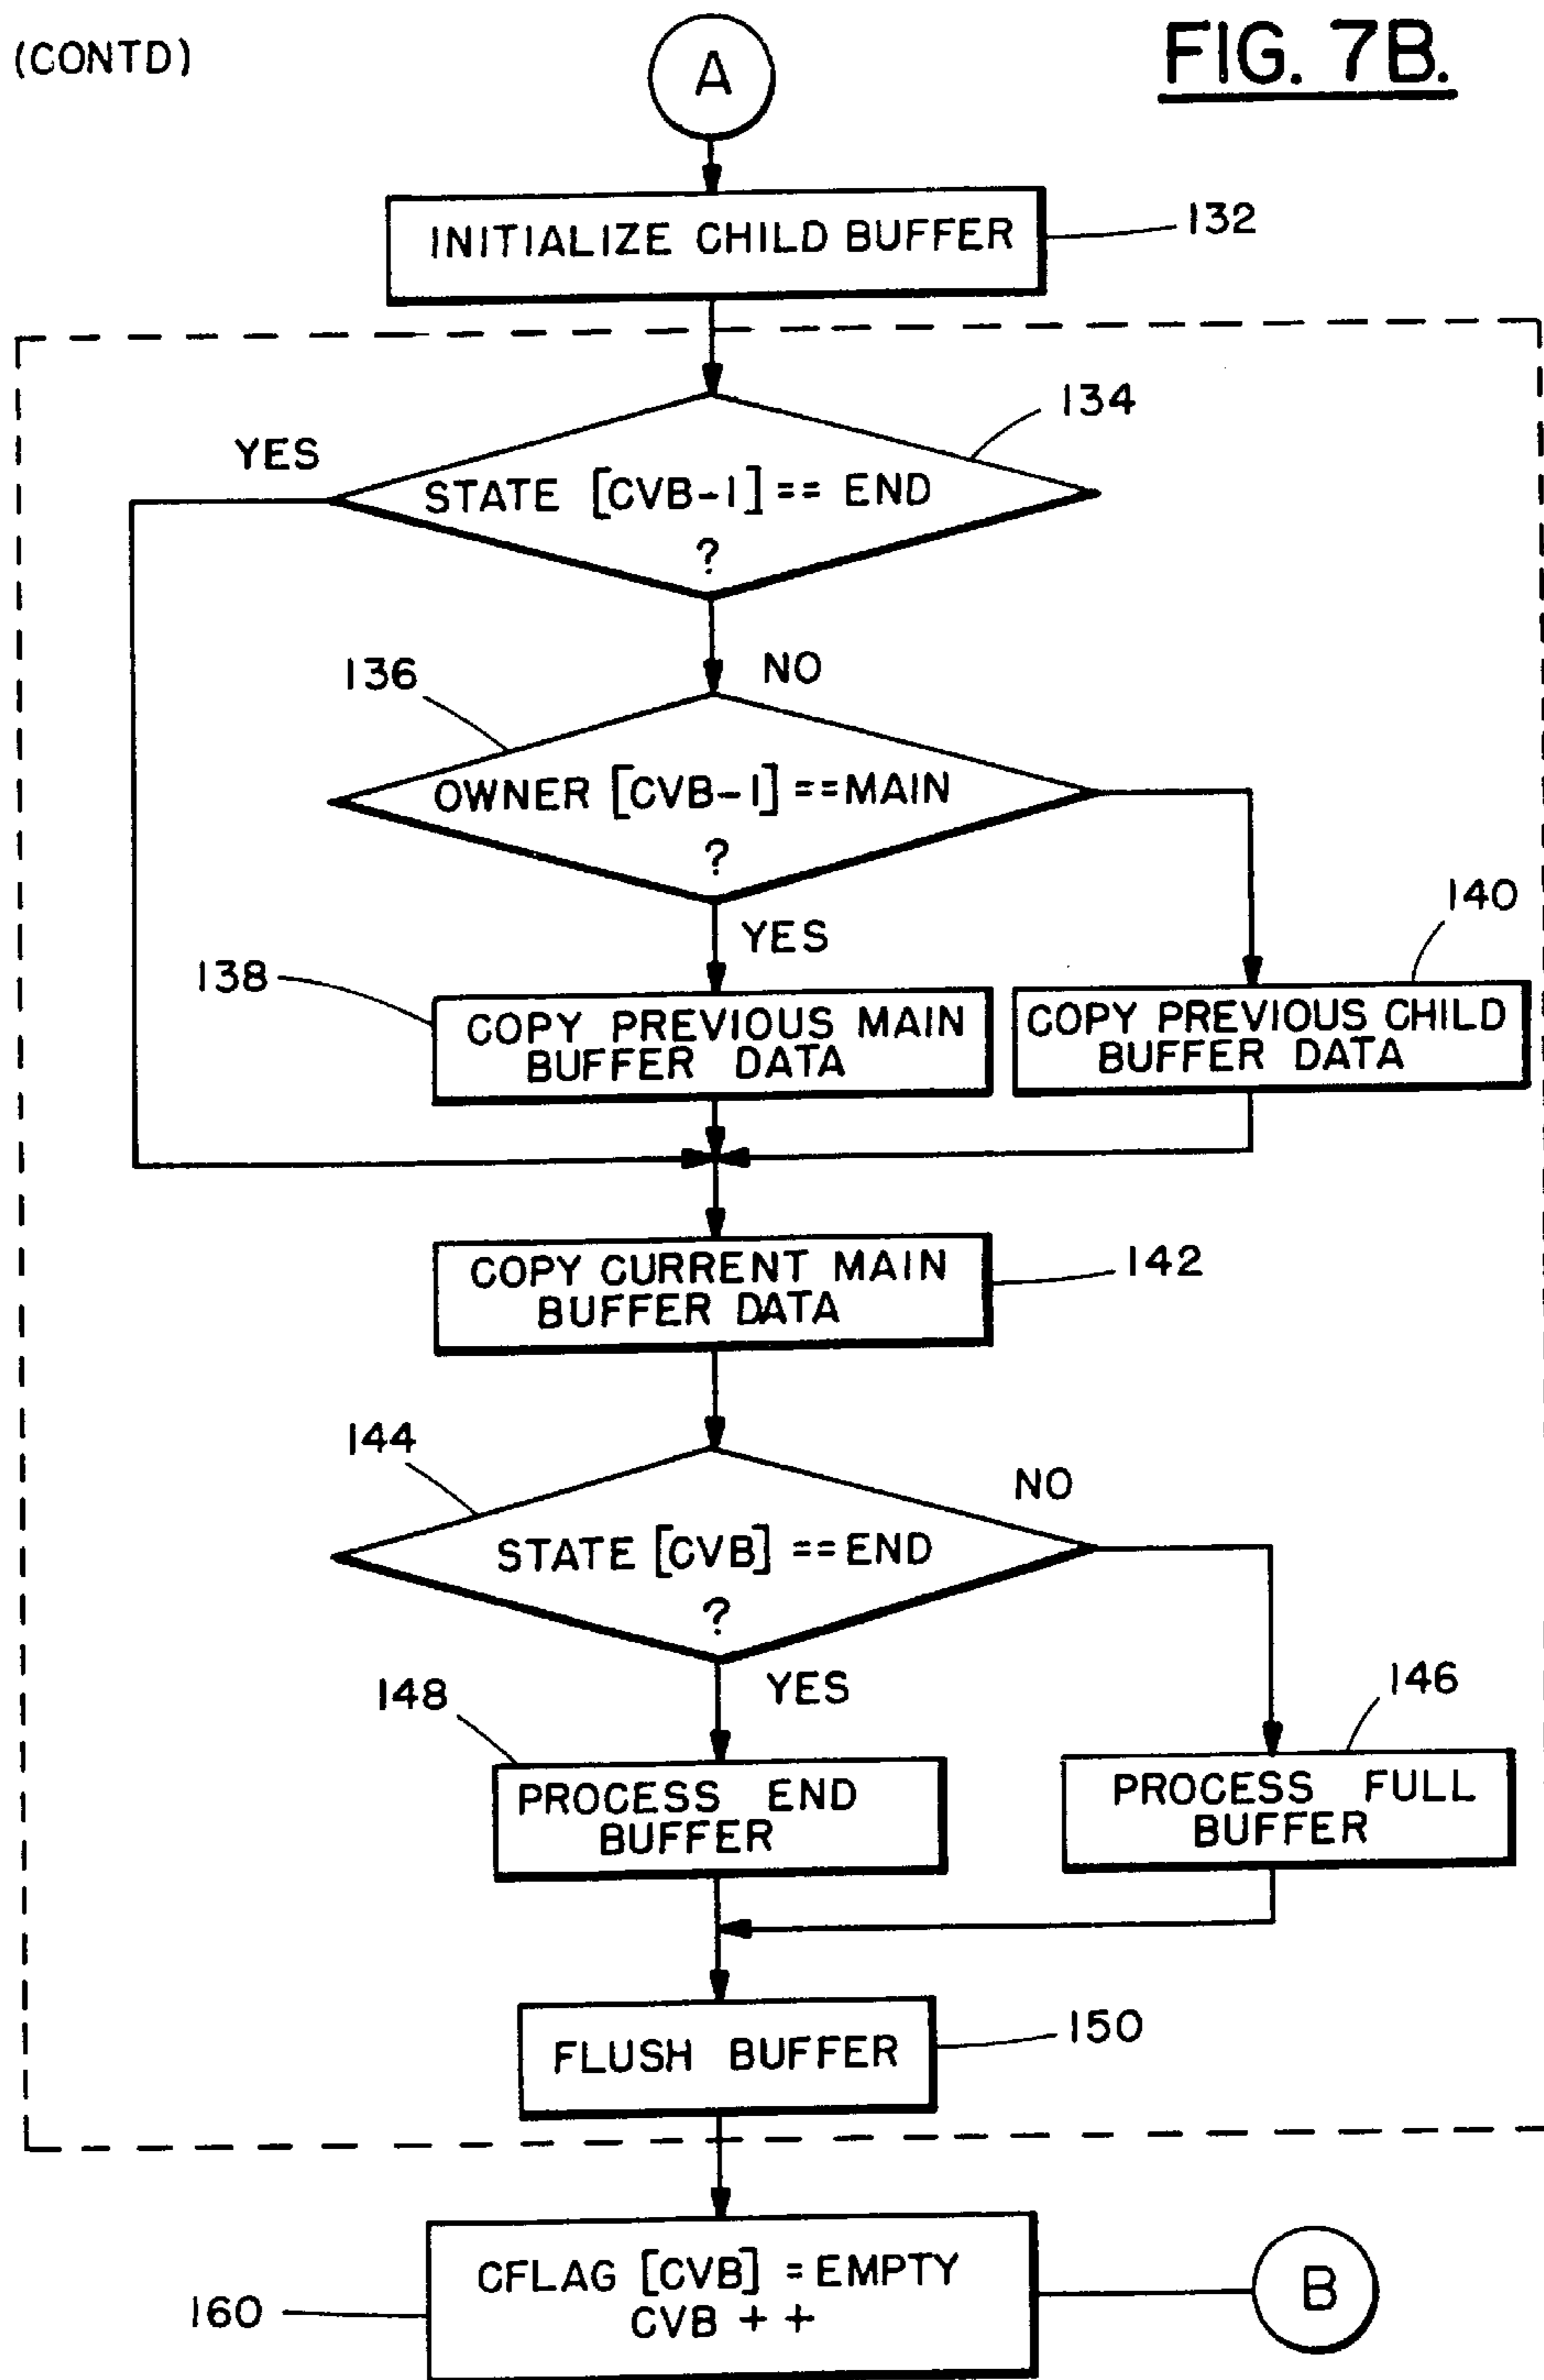 (CONTD)
FIG. 7B.
A
INITIALIZE CHILD BUFFER
132
134
YES
STATE [CVB-1] == END
?
NO
136
OWNER [CVB-1] ==MAIN
?
140
YES
138
COPY PREVIOUS MAIN
BUFFER DATA
COPY PREVIOUS CHILD
BUFFER DATA
COPY CURRENT MAIN
BUFFER DATA
142
144
NO
STATE [CVB] ==END
?
148
YES
146
PROCESS END
BUFFER
PROCESS FULL
BUFFER
FLUSH BUFFER
150
CFLAG [CVB] =EMPTY
CVB + +
160
B